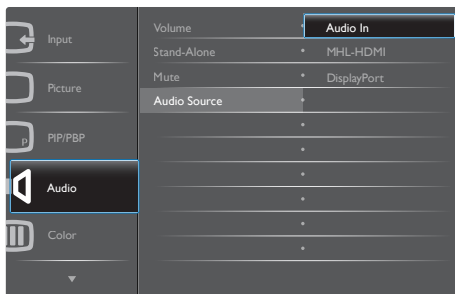 Input
Picture
P
PIP/PBP
Audio
Color
Volume
Stand-Alone
Mute
Audio Source
Audio In
MHL-HDMI
DisplayPort